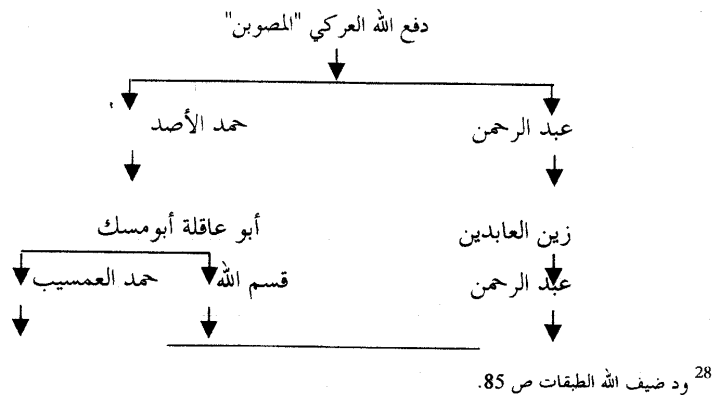 دفع الله العركي "المصوبن"
عبد الرحمن حمد الأصد
زين العابدين أبو عاقلة أبومسك
عبد الرحمن قسم الله حمد العمسيب
28 ود ضيف الله الطبقات ص 85.